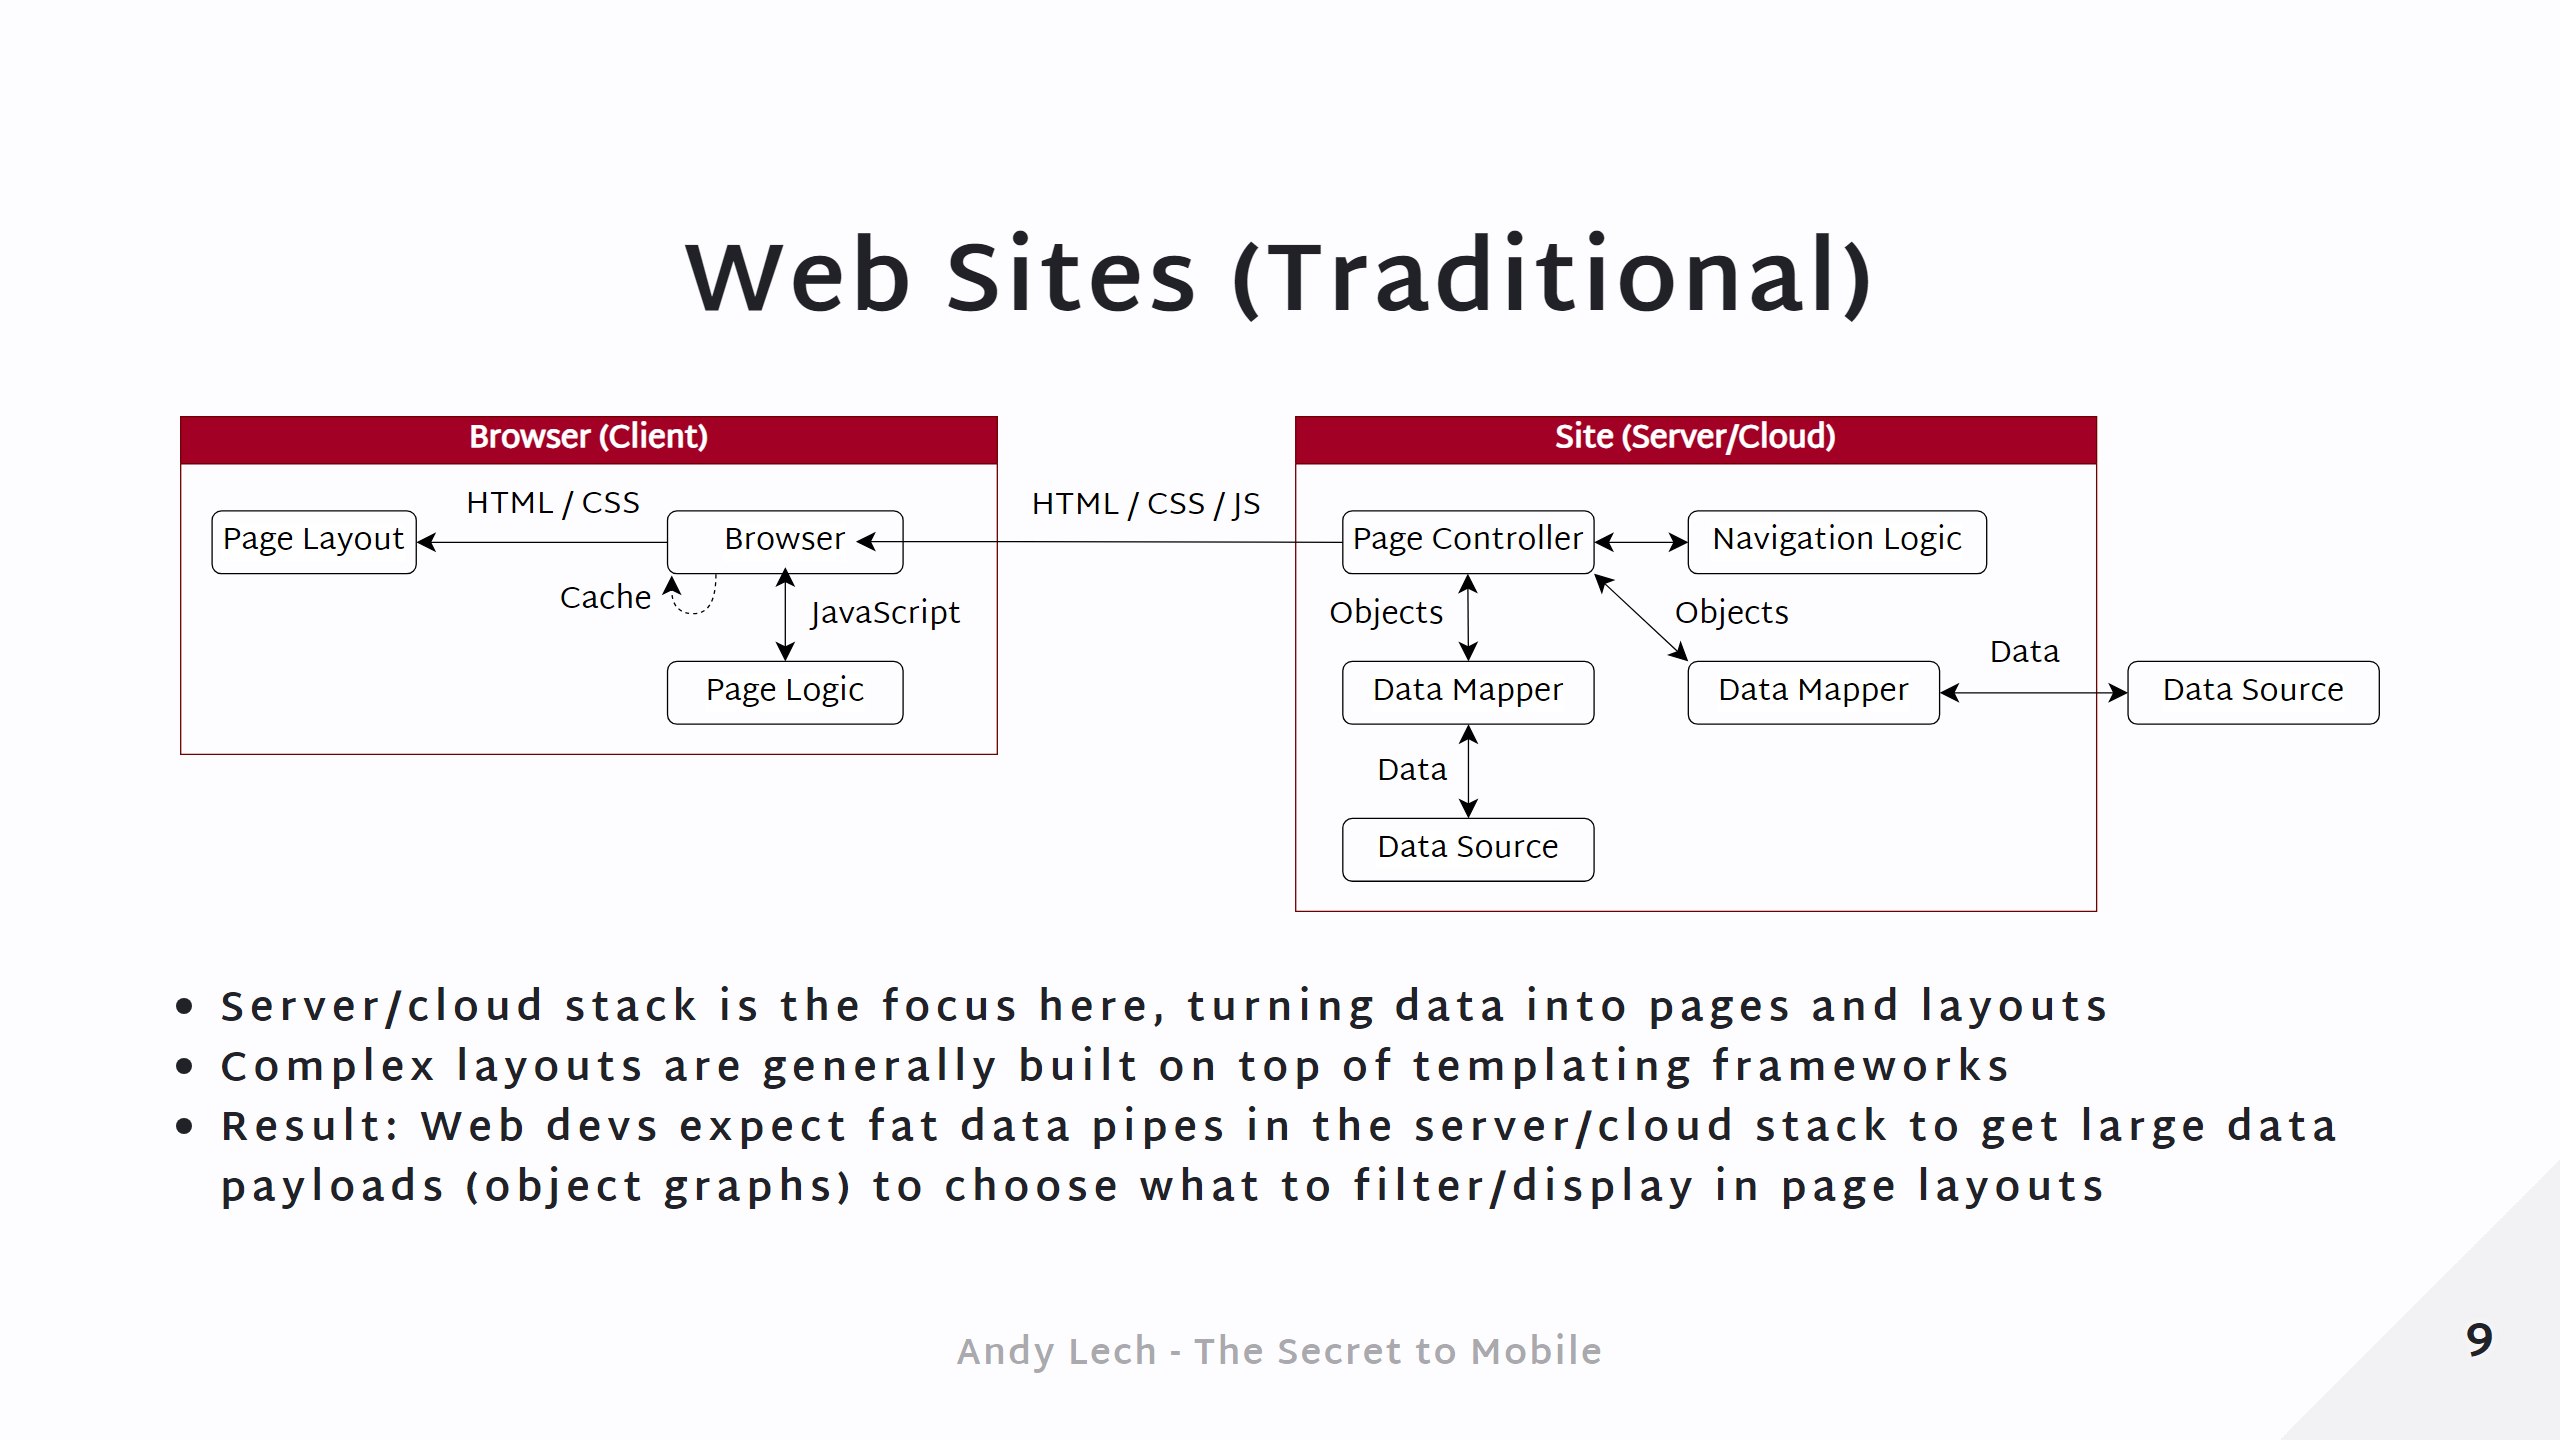 Web Sites (Traditional)
Browser (Client)
HTML / CSS
Page Layout
Browser
Cache
JavaScript
Page Logic
HTML / CSS / JS
Site (Server/Cloud)
Page Controller
Navigation Logic
Objects
Objects
Data Mapper
Data Mapper
Data
Data Source
Data
Data Source
• Server/cloud stack is the focus here, turning data into pages and layouts
• Complex layouts are generally built on top of templating frameworks
• Result: Web devs expect fat data pipes in the server/cloud stack to get large data
payloads (object graphs) to choose what to filter/display in page layouts
Andy Lech - The Secret to Mobile
9